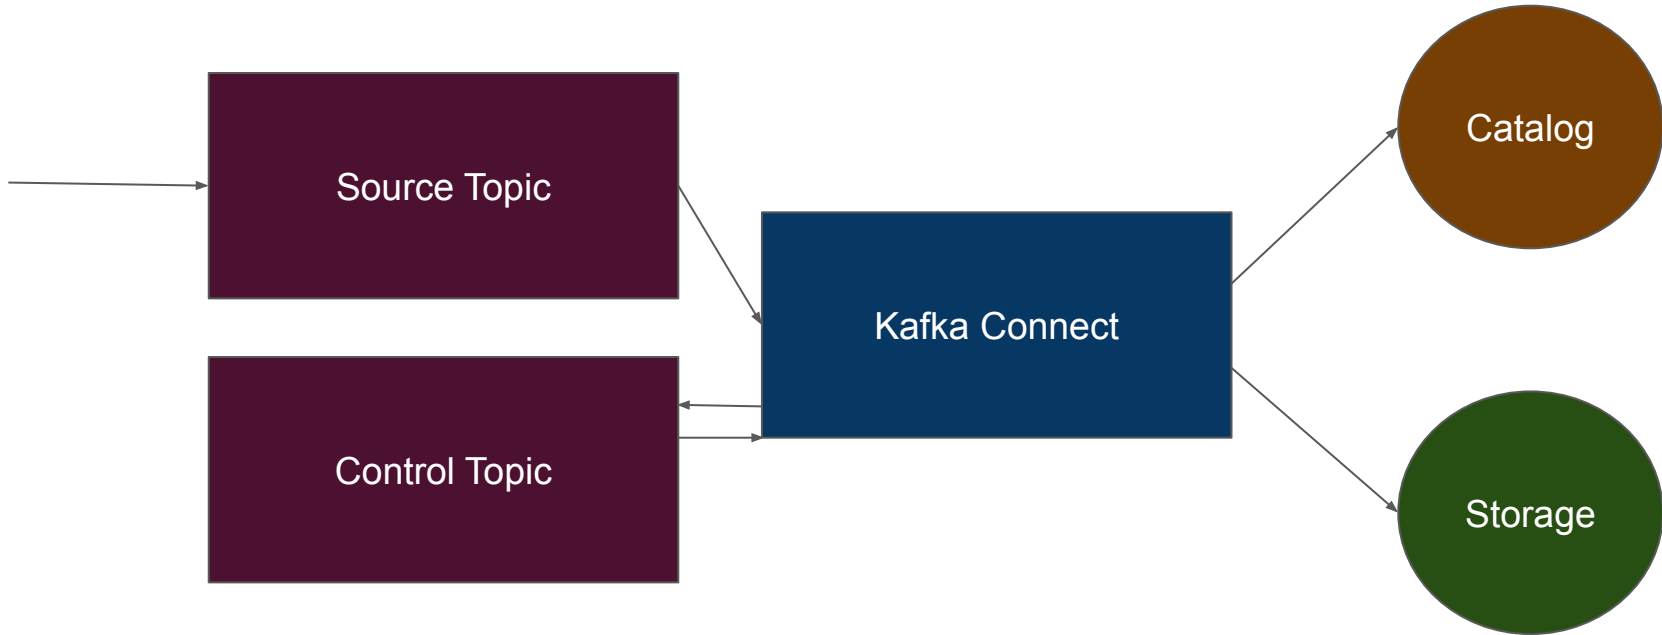 Source Topic
Control Topic
Kafka Connect
Catalog
Storage